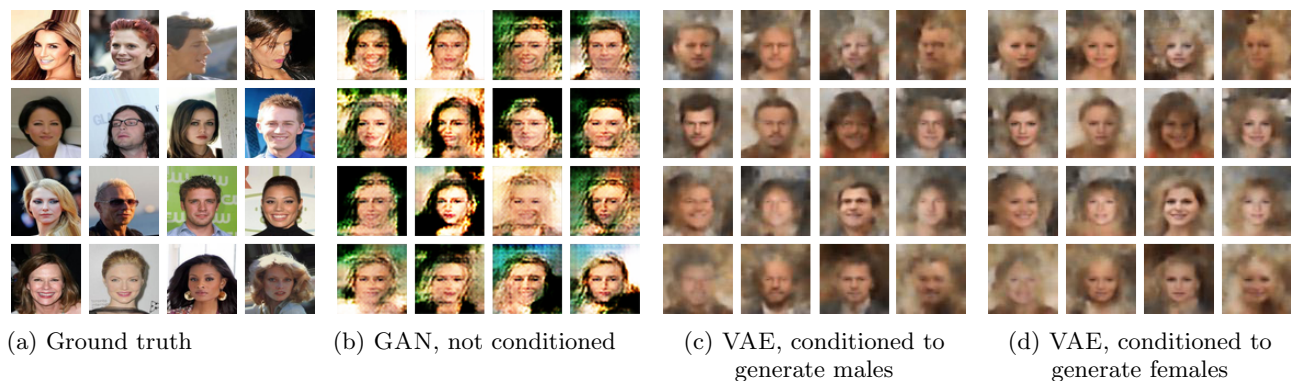 (a) Ground truth
(b) GAN, not conditioned
(c) VAE, conditioned to
generate males
(d) VAE, conditioned to
generate females